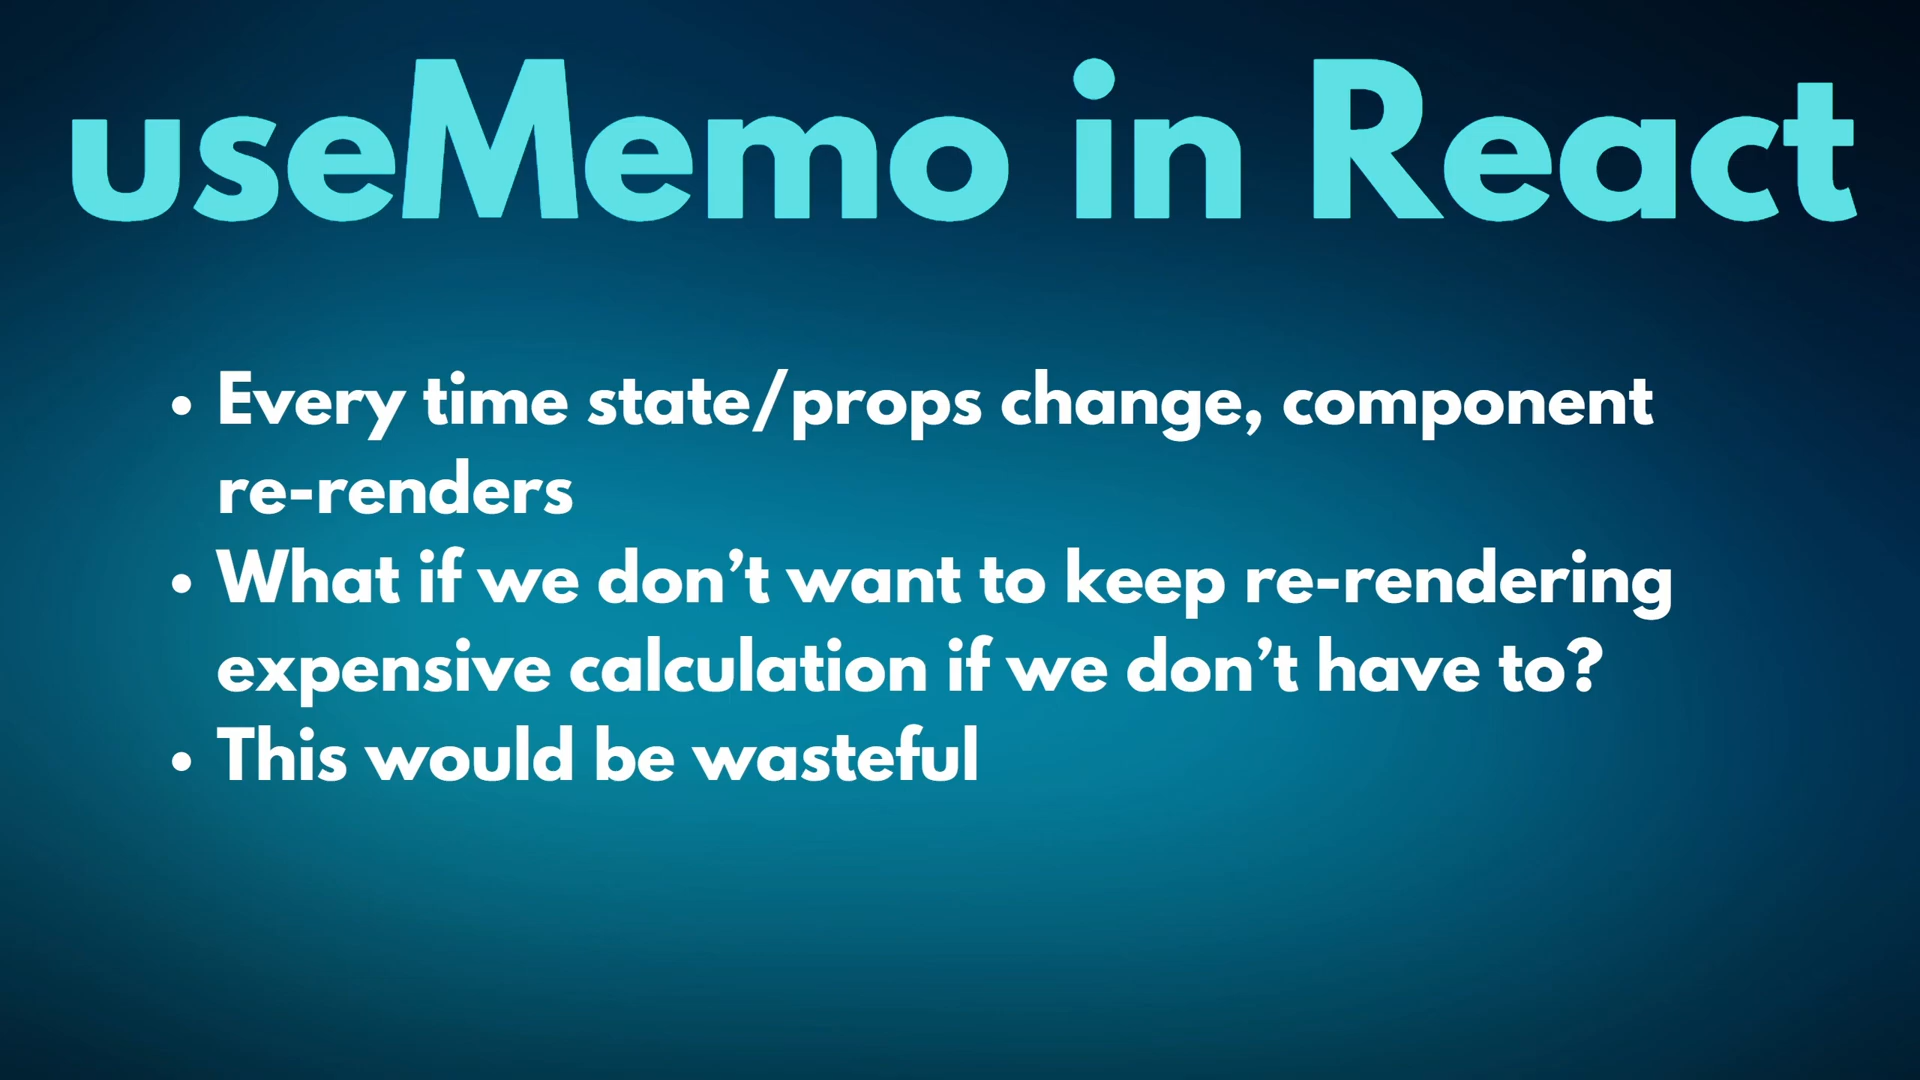 useMemo in React
• Every time state/props change, component
re-renders
• What if we don’t want to keep re-rendering
expensive calculation if we don’t have to?
• This would be wasteful